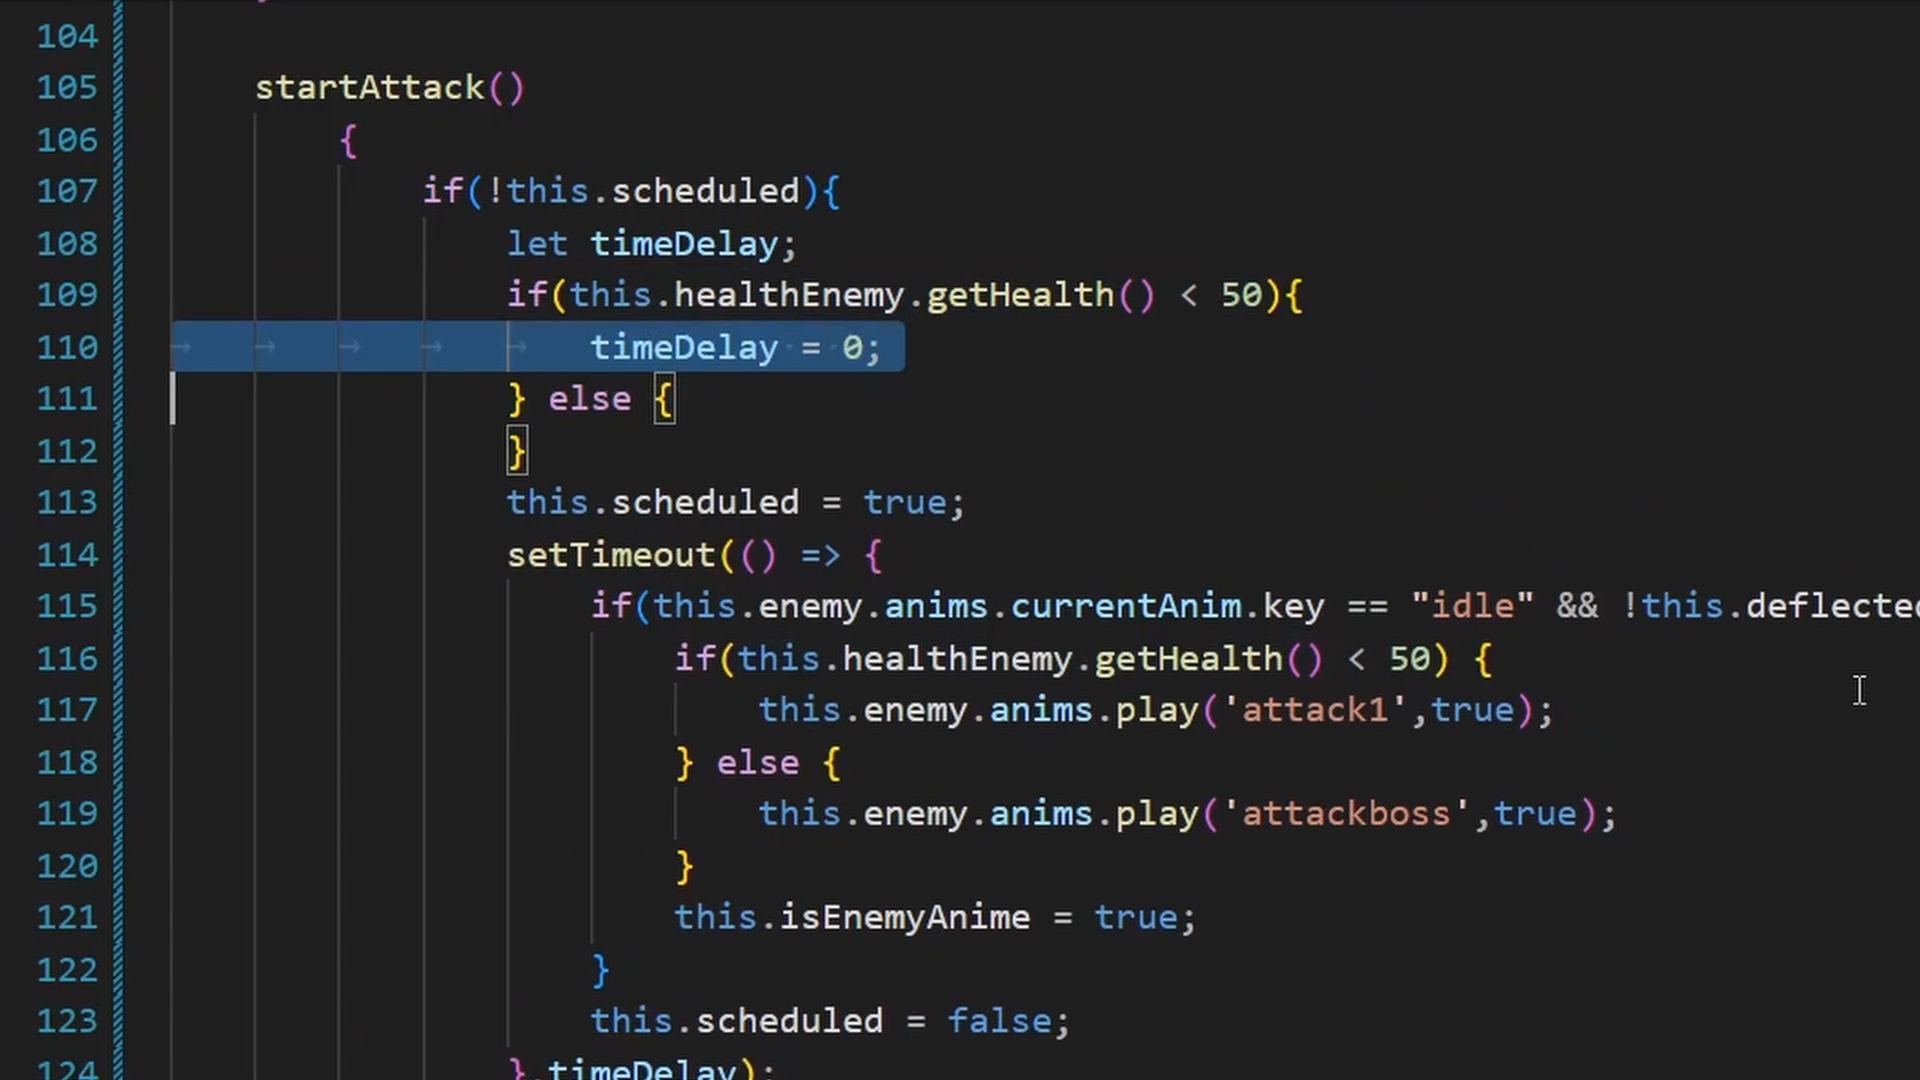 104
105 startAttack()
106 {
107 if(!this.scheduled){
108 let timeDelay;
109 if(this.healthEnemy.getHealth() < 50){
110 timeDelay = 0;
111 } else {
112 }
113 this.scheduled = true;
114 setTimeout(() => {
115 if(this.enemy.anims.currentAnim.key == "idle" && !this.deflected
116 if(this.healthEnemy.getHealth() < 50) {
117 this.enemy.anims.play('attack1',true);
118 } else {
119 this.enemy.anims.play('attackboss',true);
120 }
121 this.isEnemyAnime = true;
122 }
123 this.scheduled = false;
124 },timeDelay);